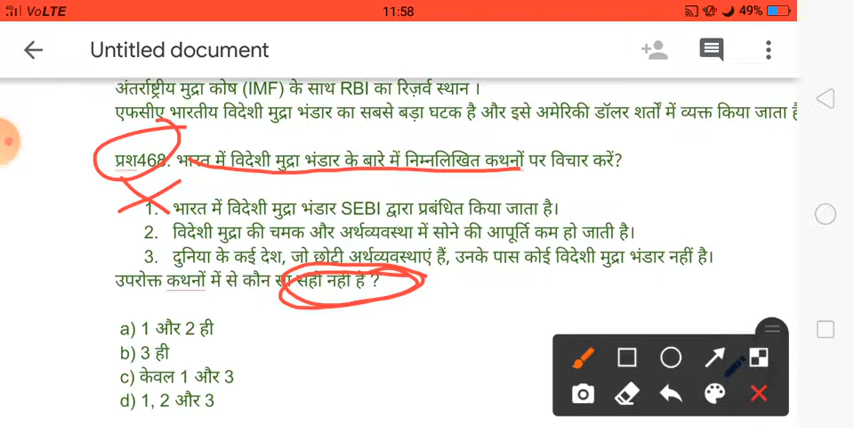 4G VoLTE 11:58 49%
Untitled document
अंतर्राष्ट्रीय मुद्रा कोष (IMF) के साथ RBI का रिज़र्व स्थान ।
एफसीए भारतीय विदेशी मुद्रा भंडार का सबसे बड़ा घटक है और इसे अमेरिकी डॉलर शर्तों में व्यक्त किया जाता है
प्रश468. भारत में विदेशी मुद्रा भंडार के बारे में निम्नलिखित कथनों पर विचार करें?
1. भारत में विदेशी मुद्रा भंडार SEBI द्वारा प्रबंधित किया जाता है।
2. विदेशी मुद्रा की चमक और अर्थव्यवस्था में सोने की आपूर्ति कम हो जाती है।
3. दुनिया के कई देश, जो छोटी अर्थव्यवस्थाएं हैं, उनके पास कोई विदेशी मुद्रा भंडार नहीं है।
उपरोक्त कथनों में से कौन सा सही नहीं है ?
a) 1 और 2 ही
b) 3 ही
c) केवल 1 और 3
d) 1, 2 और 3